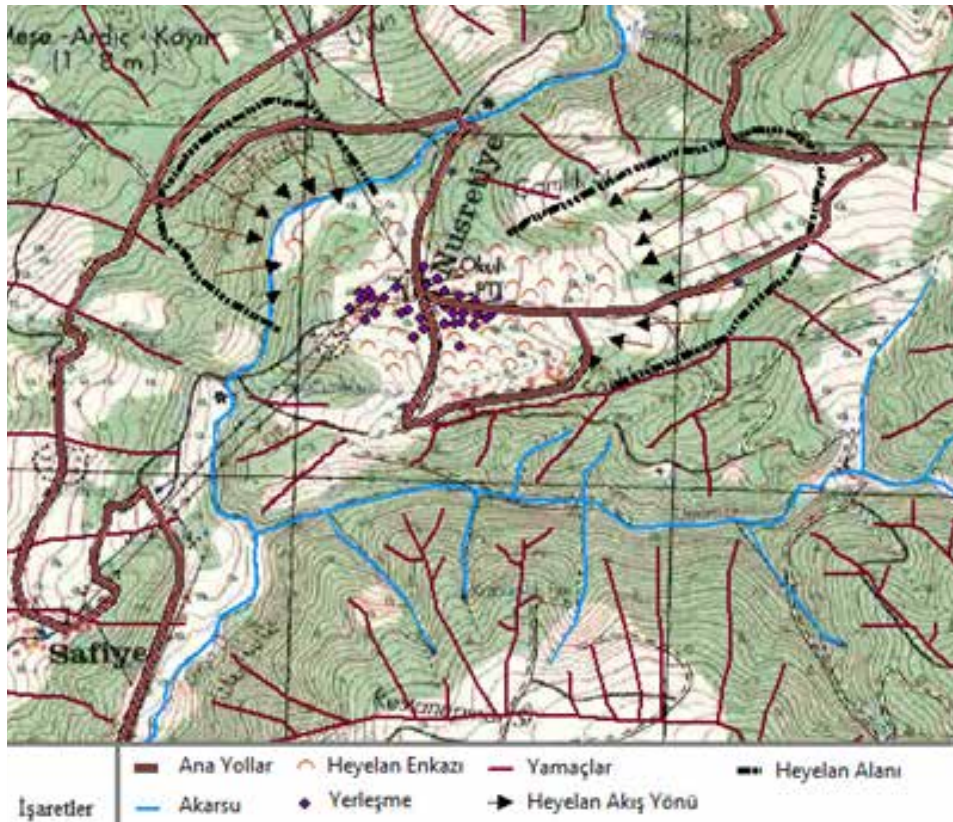 Meşe -Ardıç - Kayın
(1 8 m.)
Uzun
Nusretiye
Okul
PTT
Safiye
İşaretler
Ana Yollar
Heyelan Enkazı
Yamaçlar
Heyelan Alanı
Akarsu
Yerleşme
Heyelan Akış Yönü